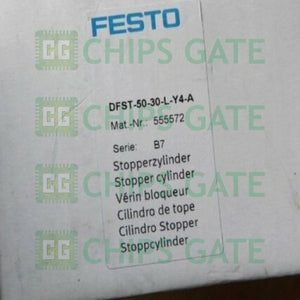 FESTO
CHIPS GATE
DFST-50-30-L-Y4-A
Mat.-Nr.: 555572
CHIPS GATE
Serie: B7
Stopperzylinder
Stopper cylinder
Vérin bloqueur
Cilindro de tope
Cilindro Stopper
Stoppcylinder
CHIPS GATE